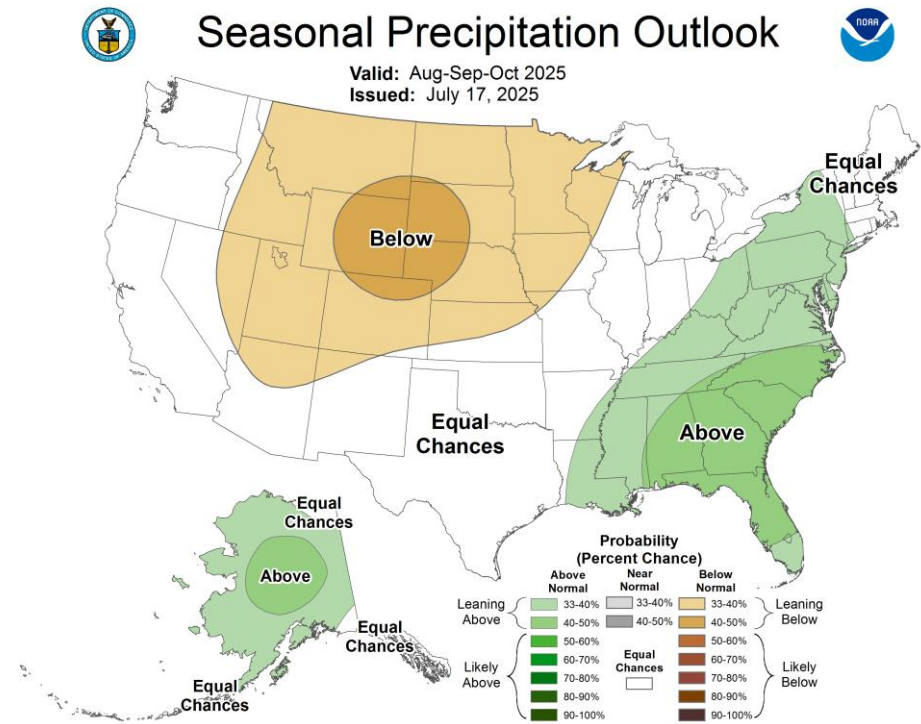 Seasonal Precipitation Outlook
NOAA
Valid: Aug-Sep-Oct 2025
Issued: July 17, 2025
Equal
Chances
Below
Equal
Chances
Above
Equal
Chances
Above
Equal
Chances
Equal
Chances
Probability
(Percent Chance)
Above
Normal
Near
Normal
Below
Normal
Leaning
Above
33-40%
33-40%
33-40%
Leaning
Below
40-50%
40-50%
40-50%
Likely
Above
50-60%
60-70%
70-80%
80-90%
90-100%
Equal
Chances
50-60%
60-70%
70-80%
80-90%
90-100%
Likely
Below